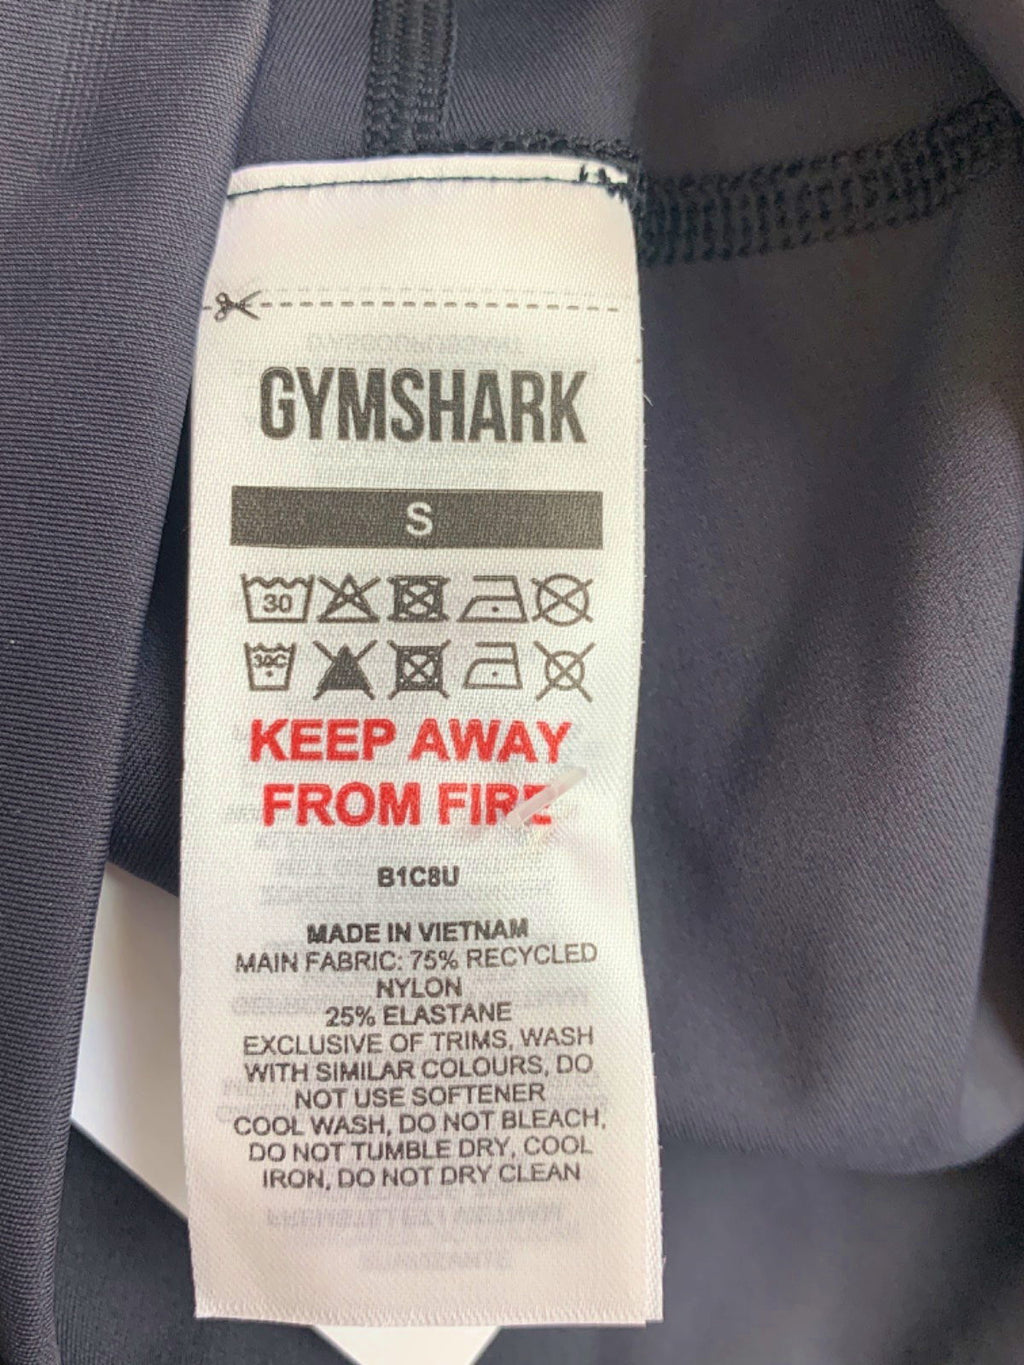 GYMSHARK
S
30
30C
KEEP AWAY
FROM FIRE
B1C8U
MADE IN VIETNAM
MAIN FABRIC: 75% RECYCLED
NYLON
25% ELASTANE
EXCLUSIVE OF TRIMS, WASH
WITH SIMILAR COLOURS, DO
NOT USE SOFTENER
COOL WASH, DO NOT BLEACH,
DO NOT TUMBLE DRY, COOL
IRON, DO NOT DRY CLEAN